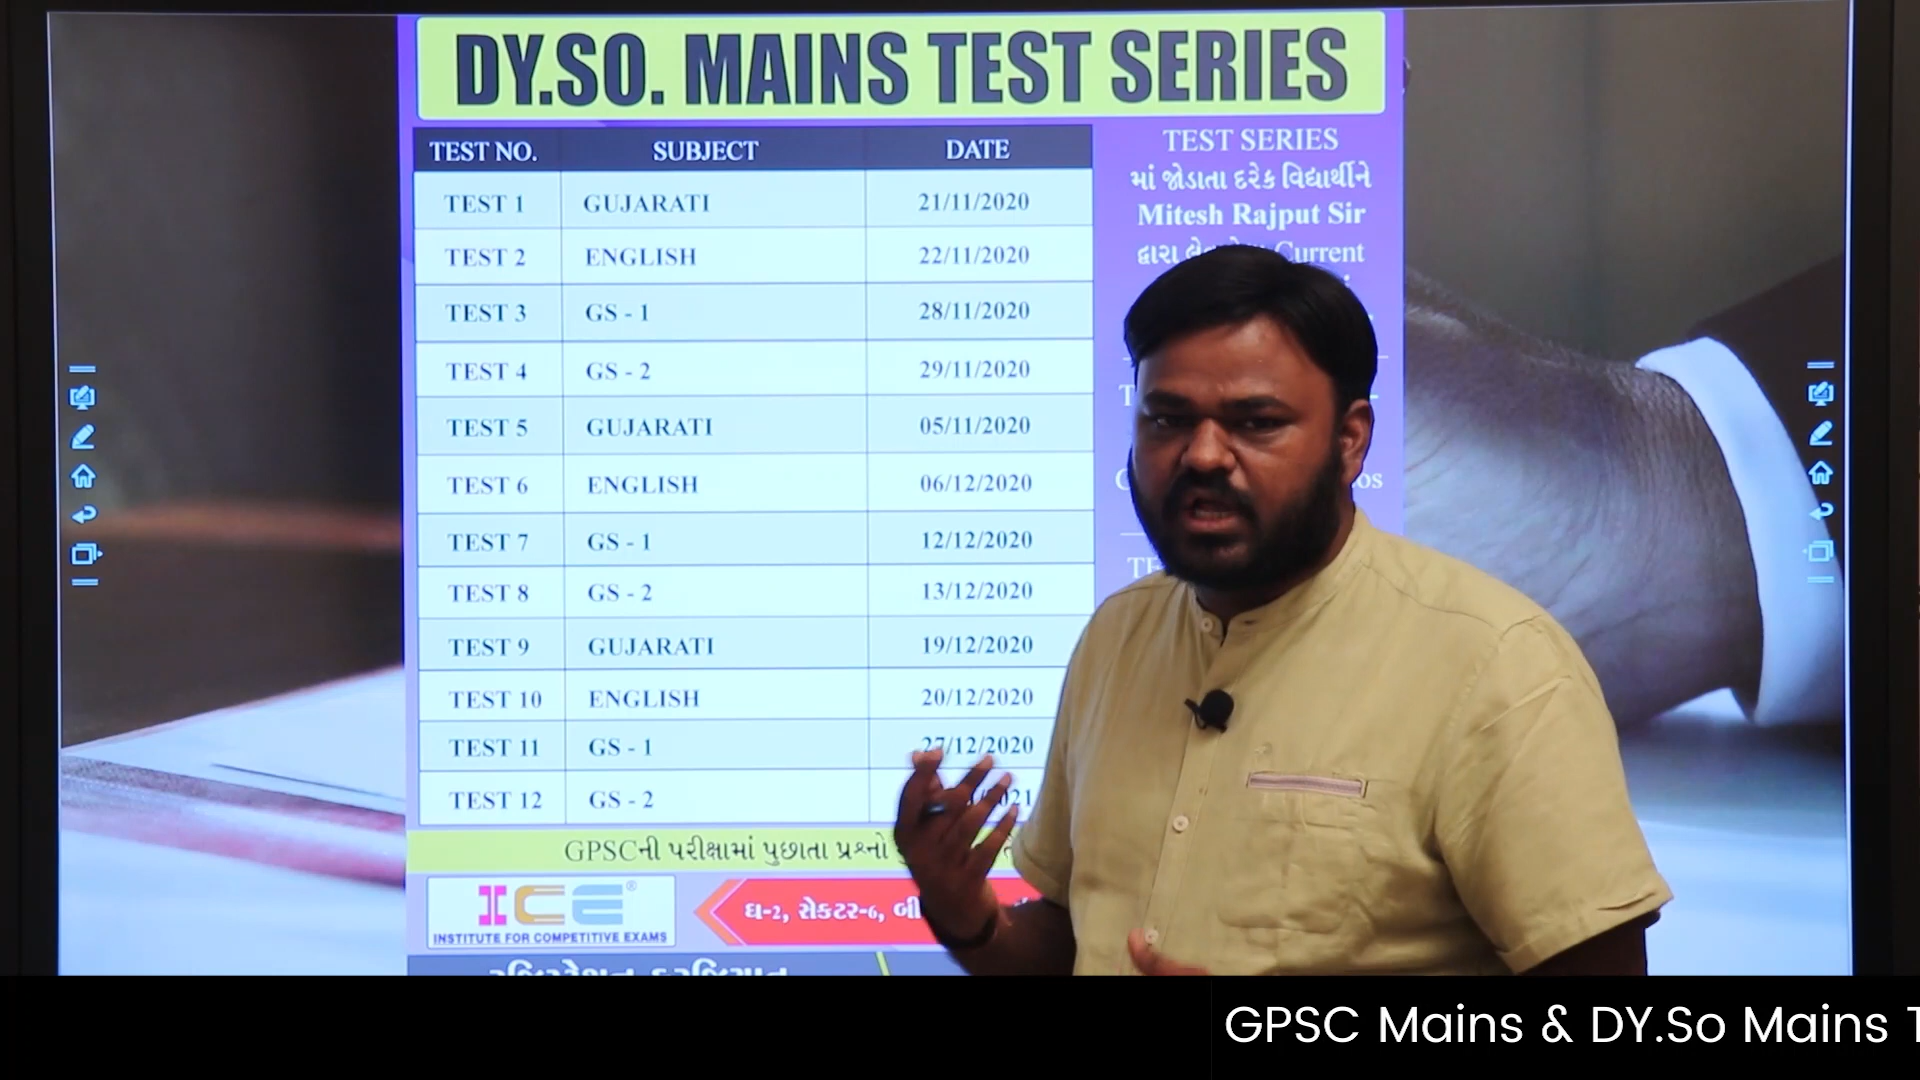 DY.SO. MAINS TEST SERIES
TEST NO. SUBJECT DATE
TEST 1 GUJARATI 21/11/2020
TEST 2 ENGLISH 22/11/2020
TEST 3 GS - 1 28/11/2020
TEST 4 GS - 2 29/11/2020
TEST 5 GUJARATI 05/11/2020
TEST 6 ENGLISH 06/12/2020
TEST 7 GS - 1 12/12/2020
TEST 8 GS - 2 13/12/2020
TEST 9 GUJARATI 19/12/2020
TEST 10 ENGLISH 20/12/2020
TEST 11 GS - 1 27/12/2020
TEST 12 GS - 2
TEST SERIES
માં જોડાતા દરેક વિદ્યાર્થીને
Mitesh Rajput Sir
દ્વારા Current
GPSCની પરીક્ષામાં પુછાતા પ્રશ્નો
ICE®
INSTITUTE FOR COMPETITIVE EXAMS
ઘ-2, સેક્ટર-6,
GPSC Mains & DY.So Mains